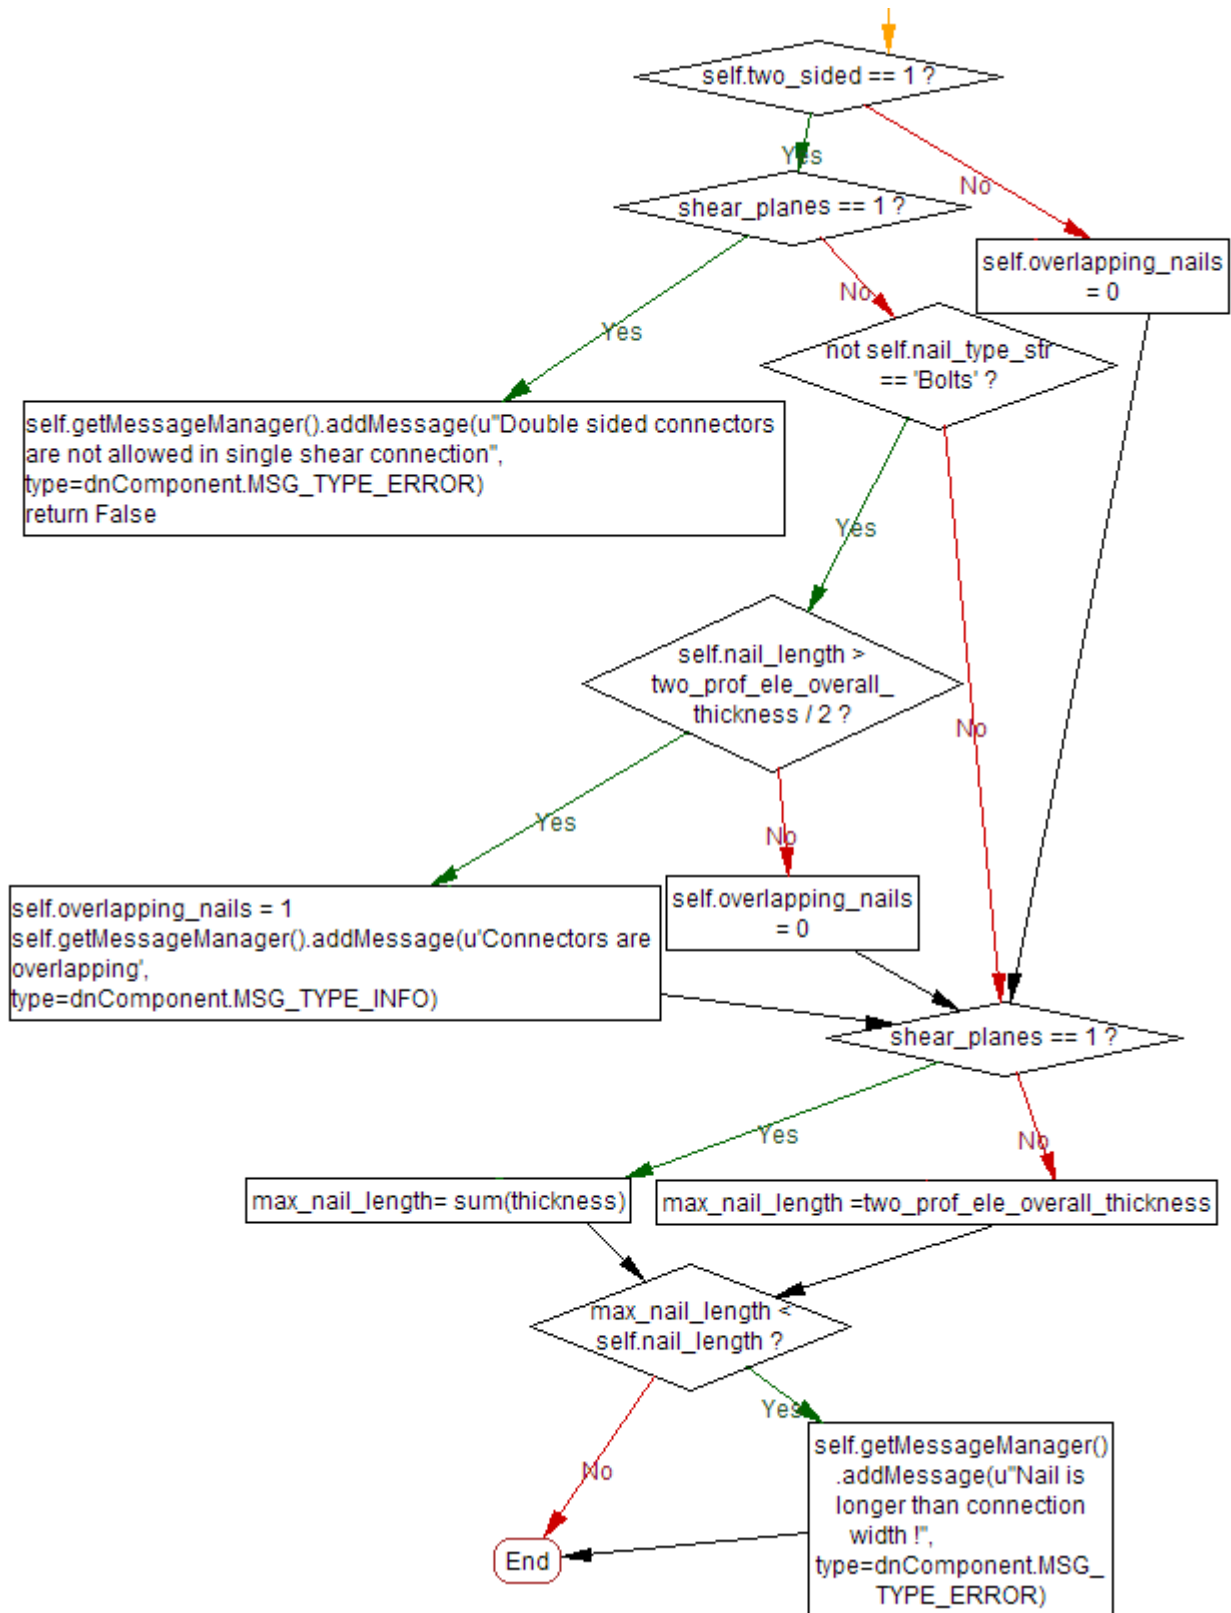 self.two_sided == 1 ?
Yes
No
shear_planes == 1 ?
self.overlapping_nails
= 0
Yes
No
not self.nail_type_str
== 'Bolts' ?
self.getMessageManager().addMessage(u"Double sided connectors
are not allowed in single shear connection",
type=dnComponent.MSG_TYPE_ERROR)
return False
Yes
No
self.nail_length >
two_prof_ele_overall_
thickness / 2 ?
Yes
No
self.overlapping_nails = 1
self.getMessageManager().addMessage(u'Connectors are
overlapping',
type=dnComponent.MSG_TYPE_INFO)
self.overlapping_nails
= 0
shear_planes == 1 ?
Yes
No
max_nail_length= sum(thickness)
max_nail_length =two_prof_ele_overall_thickness
max_nail_length <
self.nail_length ?
Yes
No
self.getMessageManager()
.addMessage(u"Nail is
longer than connection
width !",
type=dnComponent.MSG_
TYPE_ERROR)
End